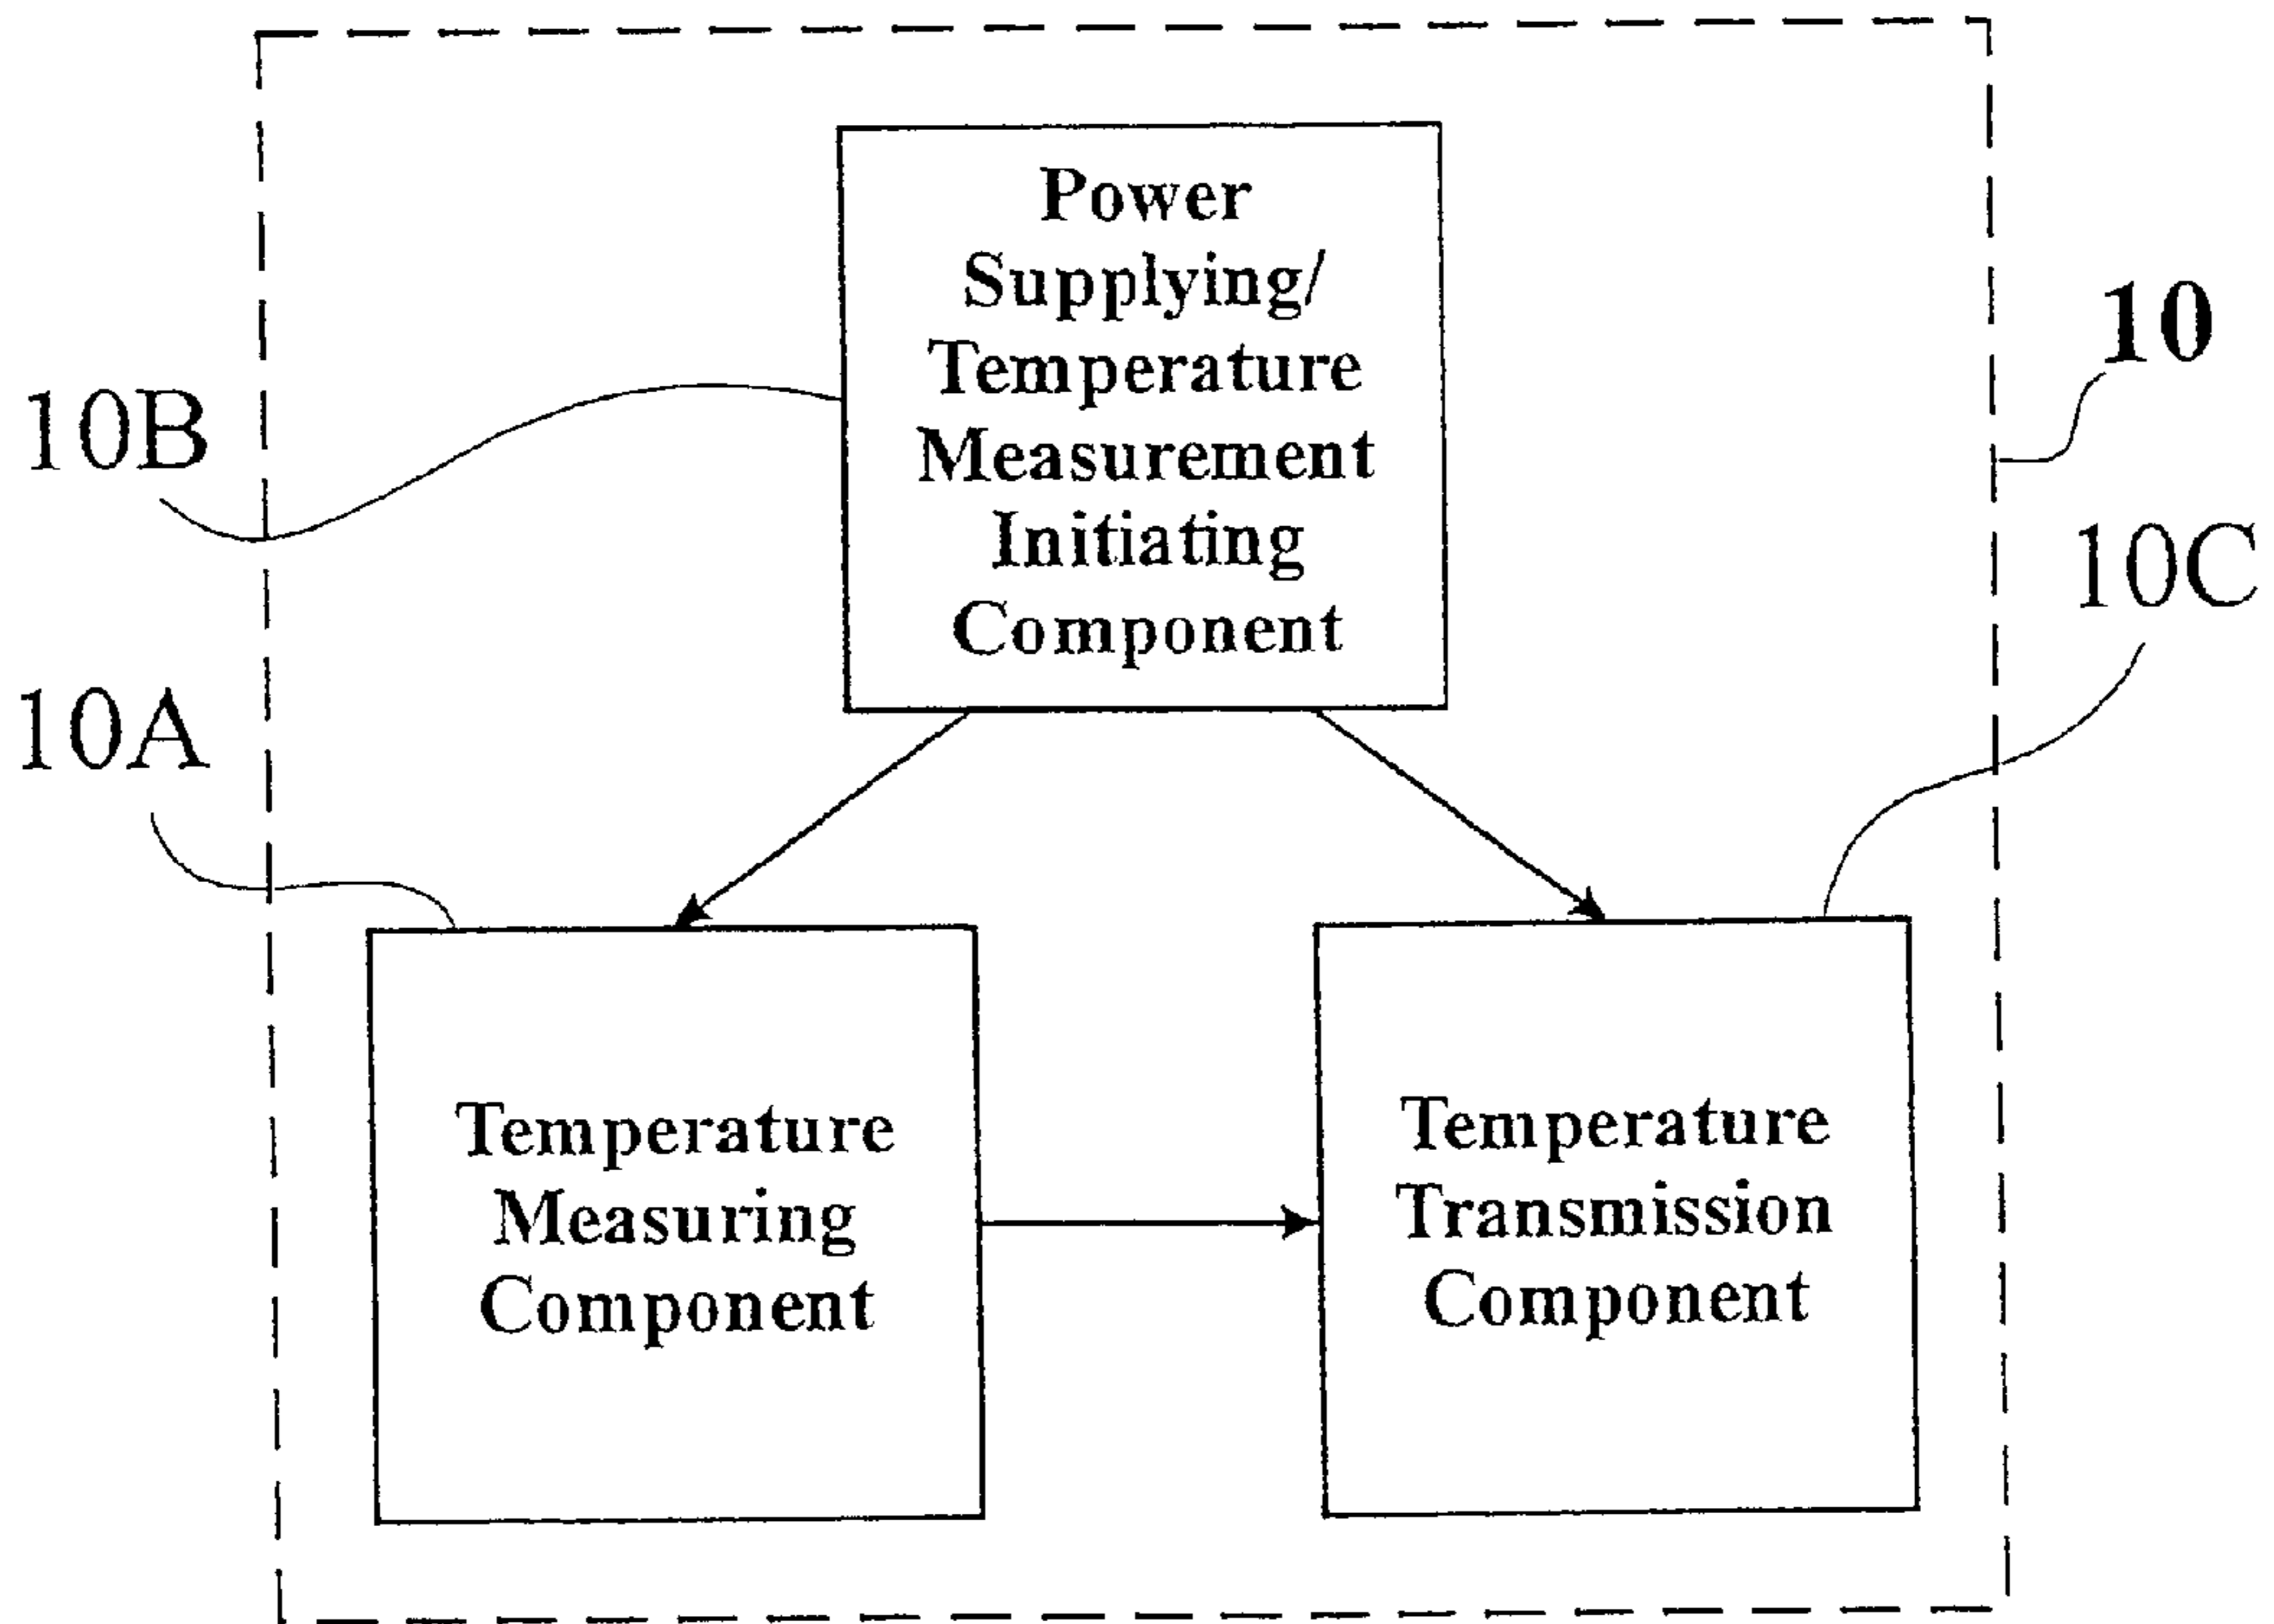 Power
Supplying/
Temperature
Measurement
Initiating
Component
10
10B
10C
10A
Temperature
Measuring
Component
Temperature
Transmission
Component